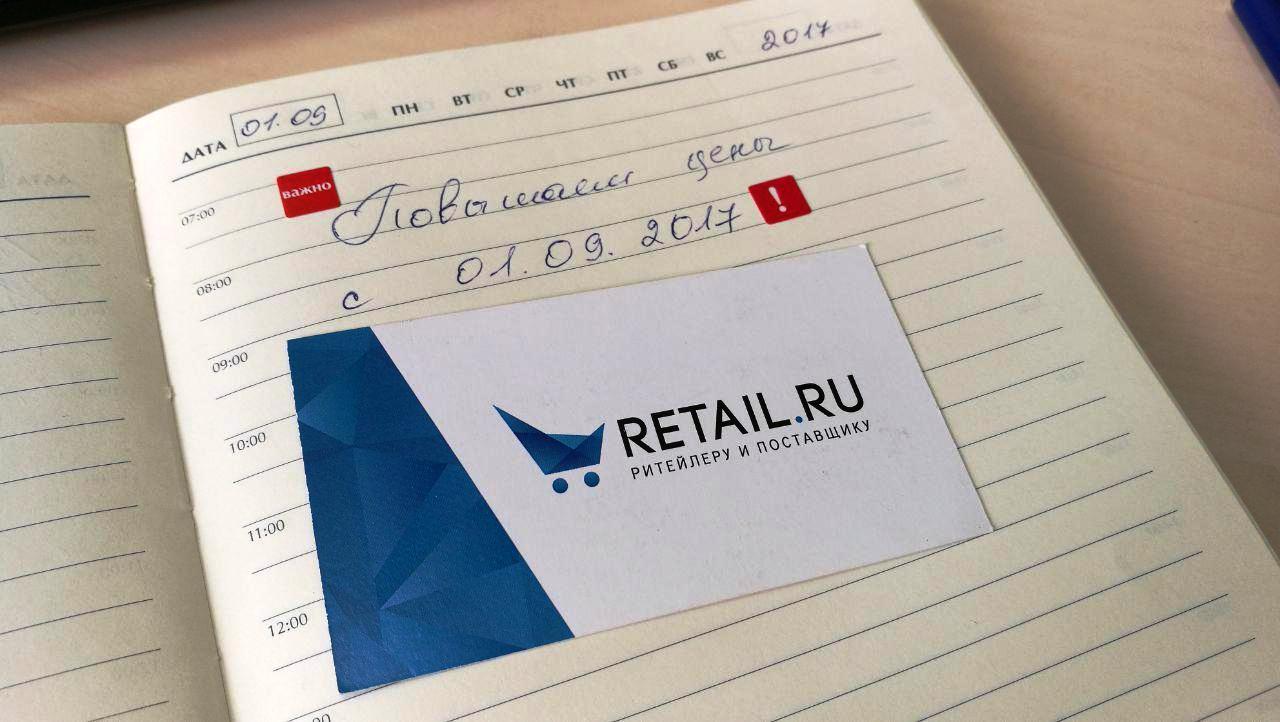 2017
ДАТА 01.09 ПН ВТ СР ЧТ ПТ СБ ВС
важно
Повышаем цены
07:00
с 01.09.2017 !
08:00
09:00
RETAIL.RU
РИТЕЙЛЕРУ И ПОСТАВЩИКУ
10:00
11:00
12:00